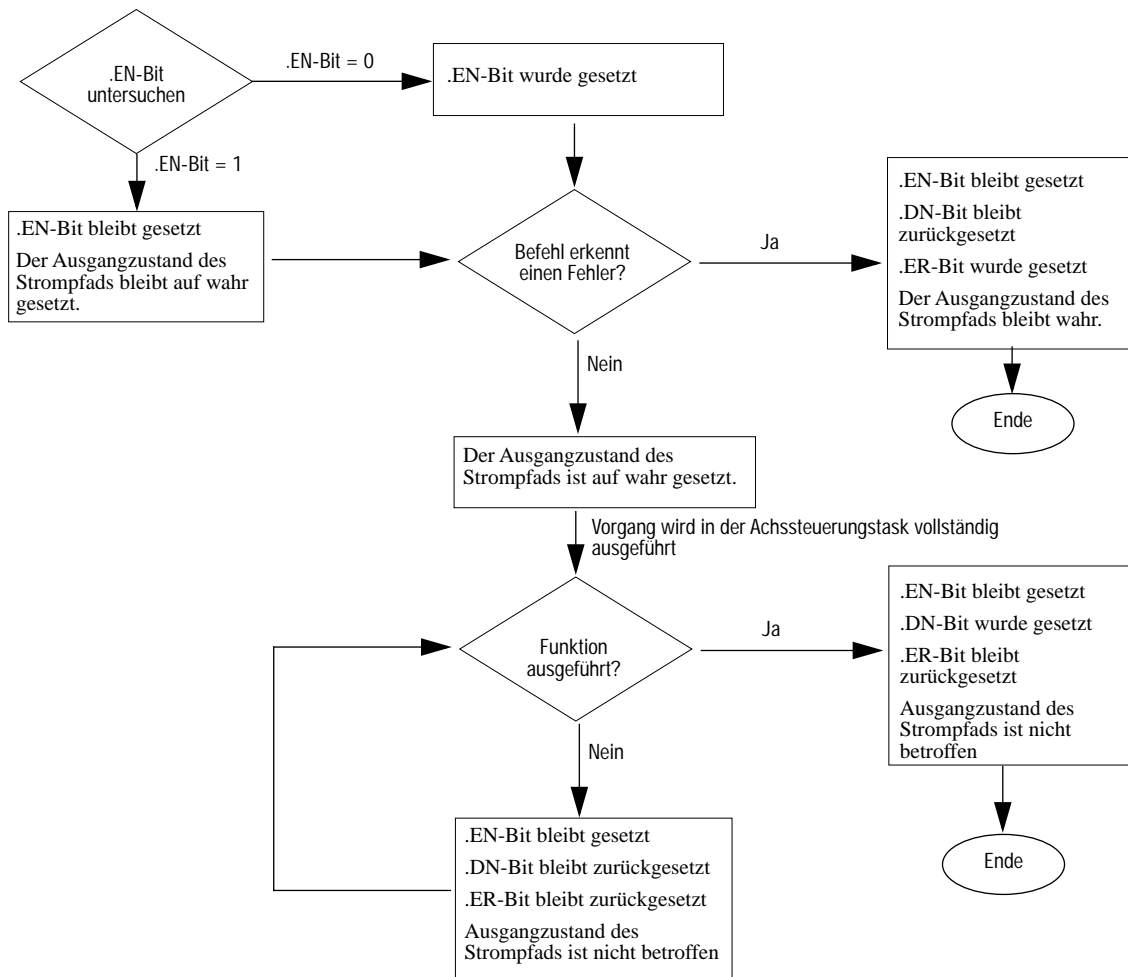 .EN-Bit
untersuchen
.EN-Bit = 0
.EN-Bit wurde gesetzt
.EN-Bit = 1
.EN-Bit bleibt gesetzt
Der Ausgangzustand des
Strompfads bleibt auf wahr
gesetzt.
Befehl erkennt
einen Fehler?
Ja
.EN-Bit bleibt gesetzt
.DN-Bit bleibt
zurückgesetzt
.ER-Bit wurde gesetzt
Der Ausgangzustand des
Strompfads bleibt wahr.
Ende
Nein
Der Ausgangzustand des
Strompfads ist auf wahr gesetzt.
Vorgang wird in der Achssteuerungstask vollständig
ausgeführt
Funktion
ausgeführt?
Ja
.EN-Bit bleibt gesetzt
.DN-Bit wurde gesetzt
.ER-Bit bleibt
zurückgesetzt
Ausgangzustand des
Strompfads ist nicht
betroffen
Ende
Nein
.EN-Bit bleibt gesetzt
.DN-Bit bleibt zurückgesetzt
.ER-Bit bleibt zurückgesetzt
Ausgangzustand des
Strompfads ist nicht betroffen